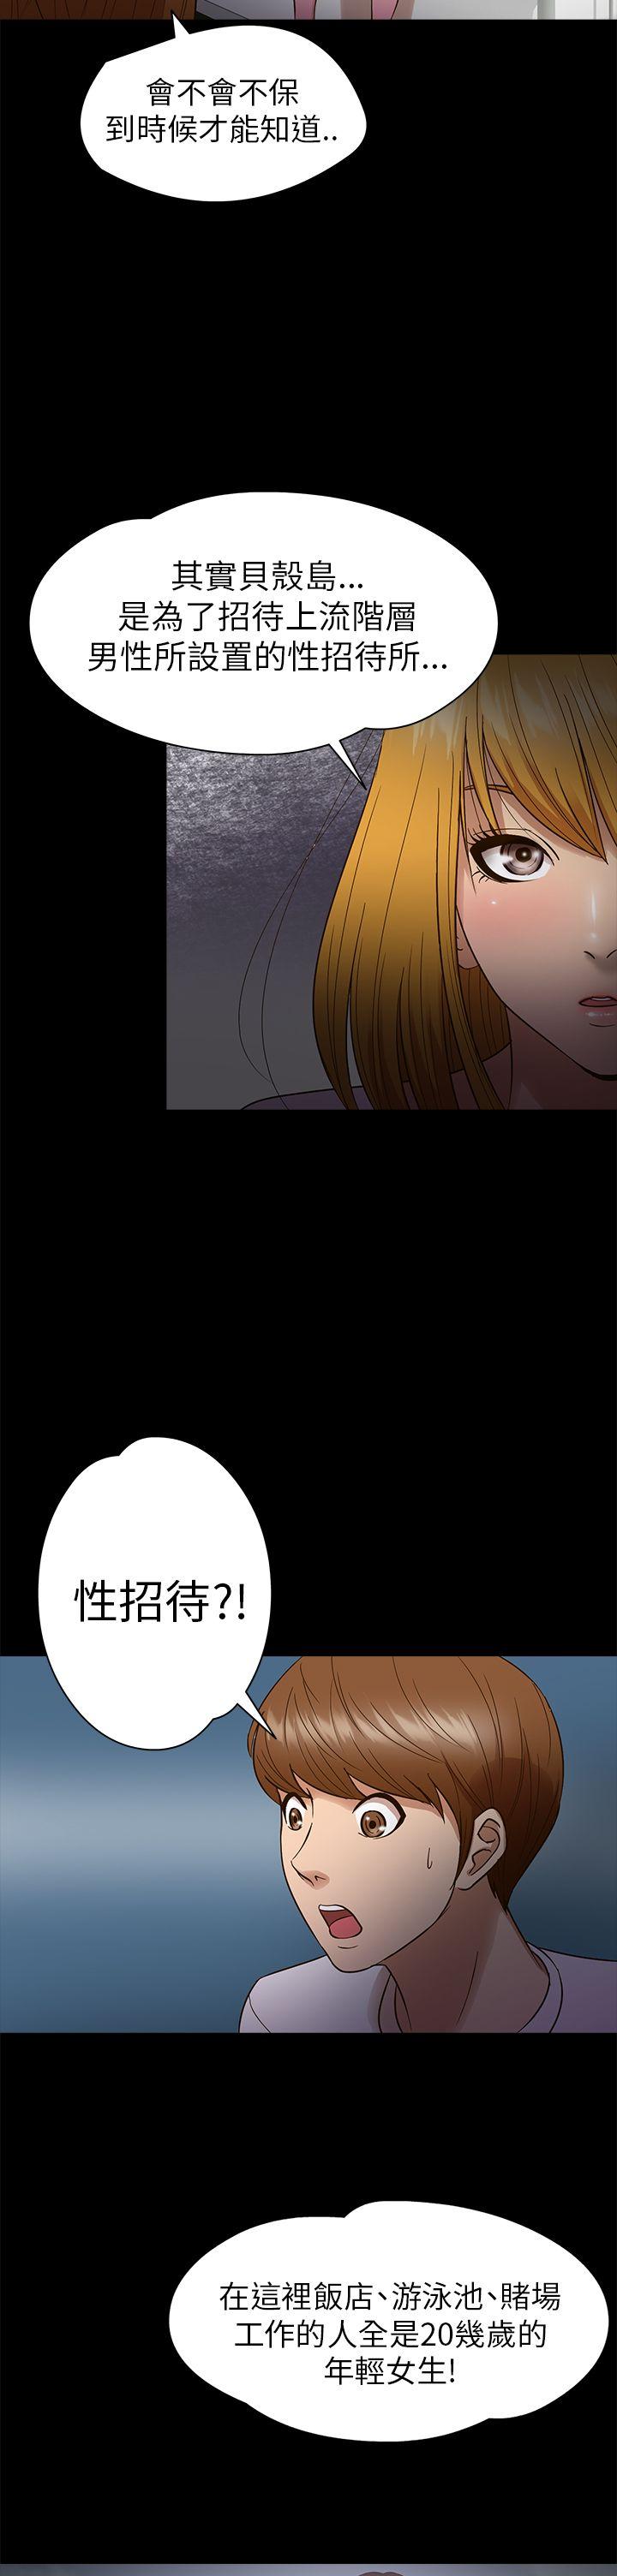 會不會不保
到時候才能知道..
其實貝殼島...
是為了招待上流階層
男性所設置的性招待所...
性招待?!
在這裡飯店、游泳池、賭場
工作的人全是20幾歲的
年輕女生!